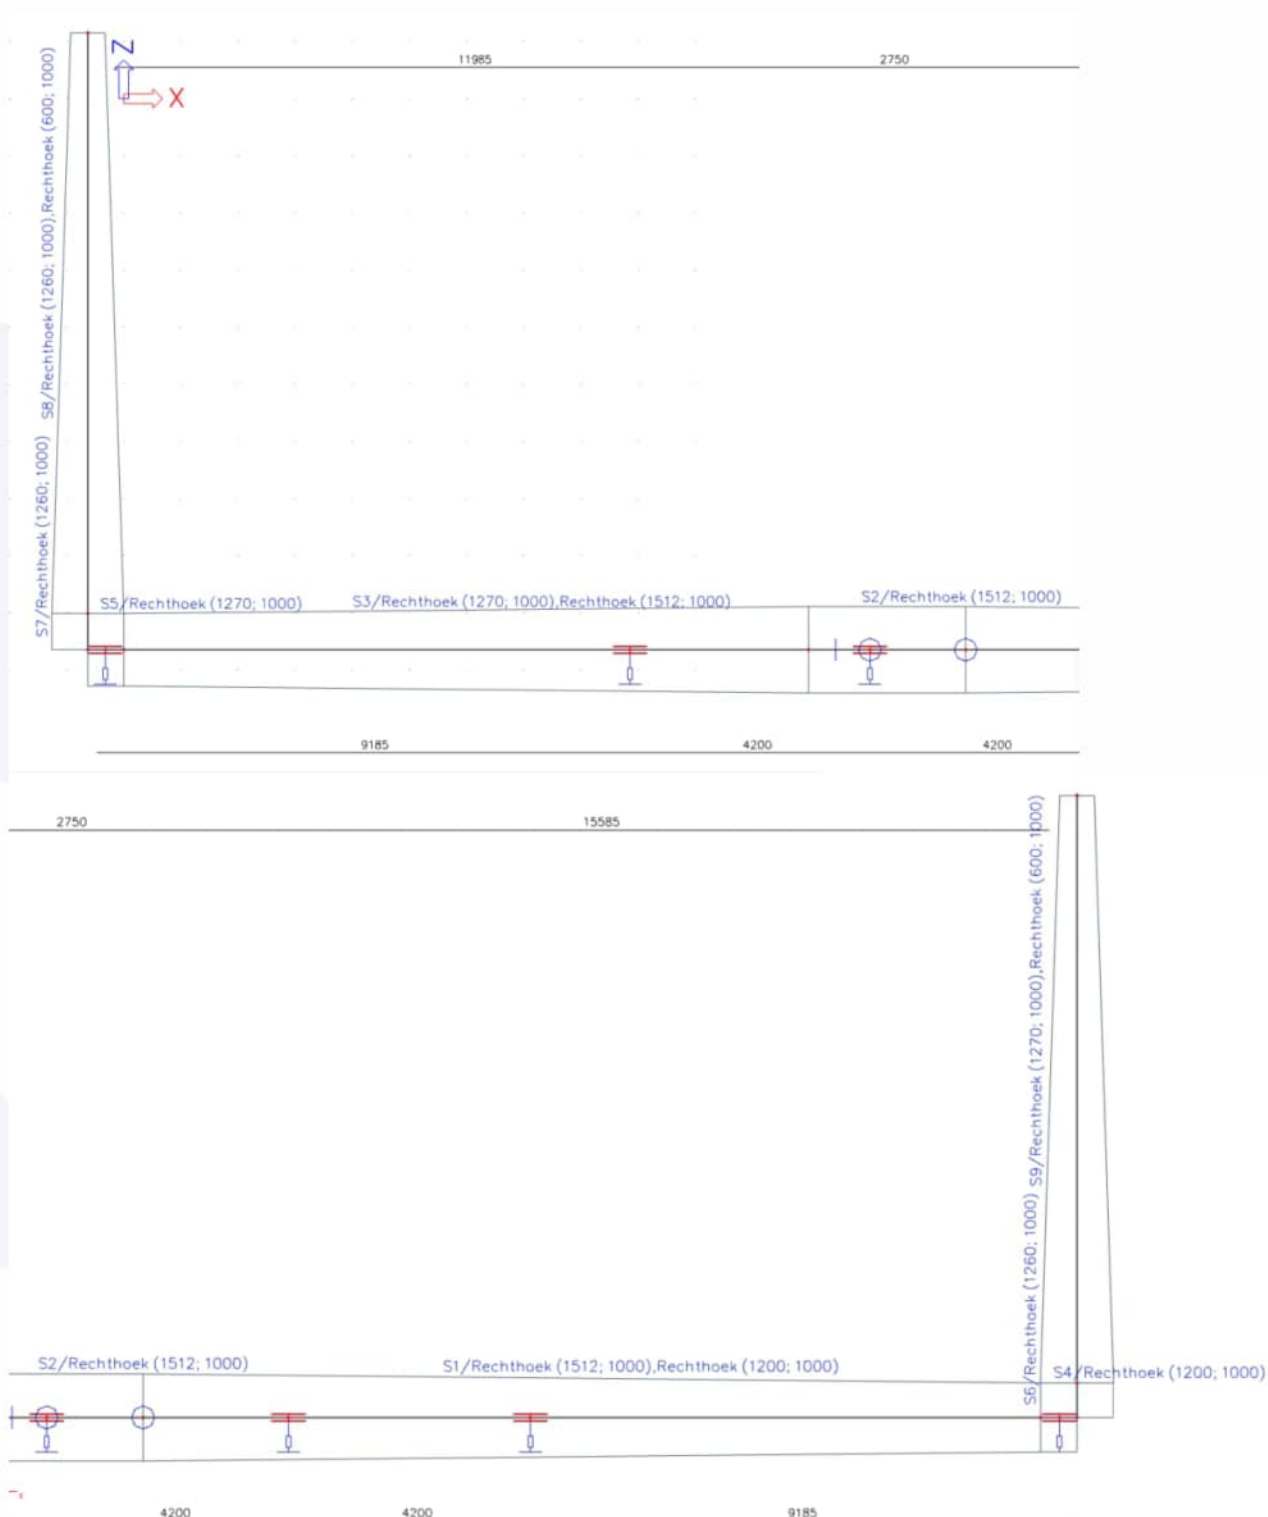 Z
X
11985
2750
S8/Rechthoek (1260; 1000),Rechthoek (600; 1000)
S7/Rechthoek (1260; 1000)
S5/Rechthoek (1270; 1000)
S3/Rechthoek (1270; 1000),Rechthoek (1512; 1000)
S2/Rechthoek (1512; 1000)
9185
4200
4200
2750
15585
S9/Rechthoek (1270; 1000),Rechthoek (600; 1000)
S6/Rechthoek (1260; 1000)
S2/Rechthoek (1512; 1000)
S1/Rechthoek (1512; 1000),Rechthoek (1200; 1000)
S4/Rechthoek (1200; 1000)
4200
4200
9185